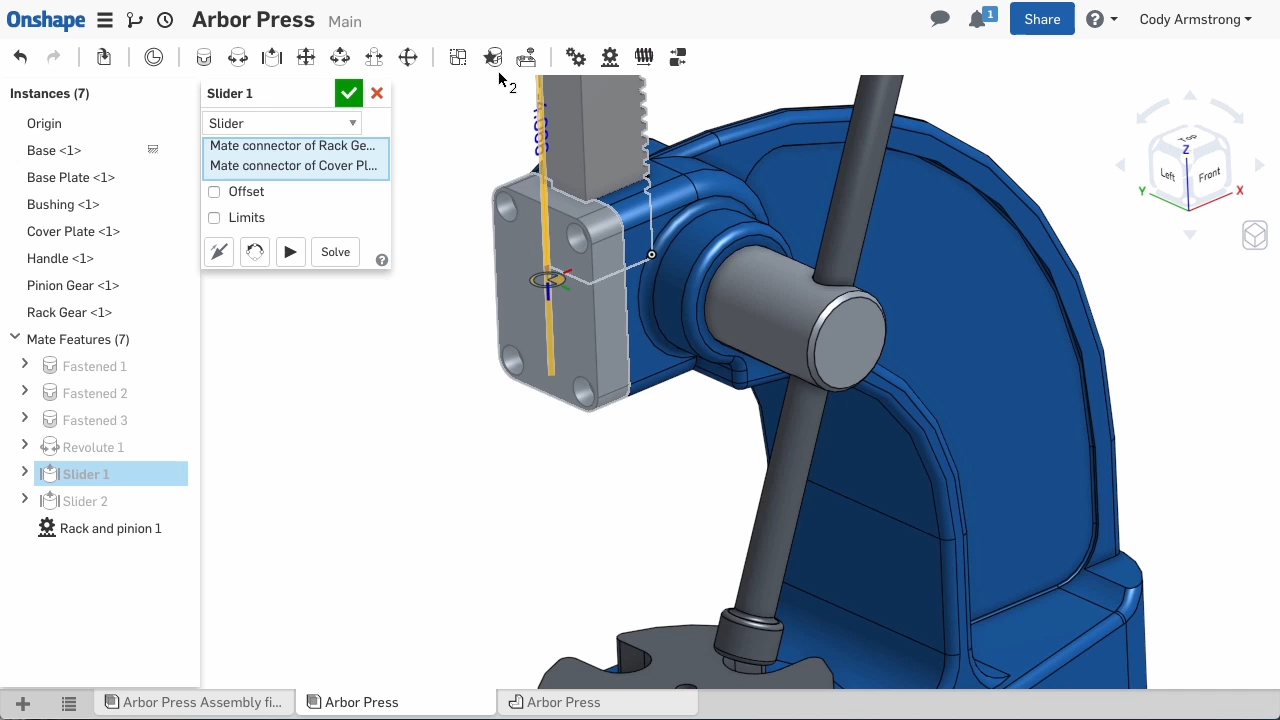 Onshape Arbor Press Main 1 Share Cody Armstrong
Instances (7)
Origin
Base <1>
Base Plate <1>
Bushing <1>
Cover Plate <1>
Handle <1>
Pinion Gear <1>
Rack Gear <1>
Mate Features (7)
Fastened 1
Fastened 2
Fastened 3
Revolute 1
Slider 1
Slider 2
Rack and pinion 1
Slider 1
Slider
Mate connector of Rack Ge...
Mate connector of Cover Pl...
Offset
Limits
Solve
2
Top
Z
Left Front
Y X
Arbor Press Assembly fi... Arbor Press Arbor Press